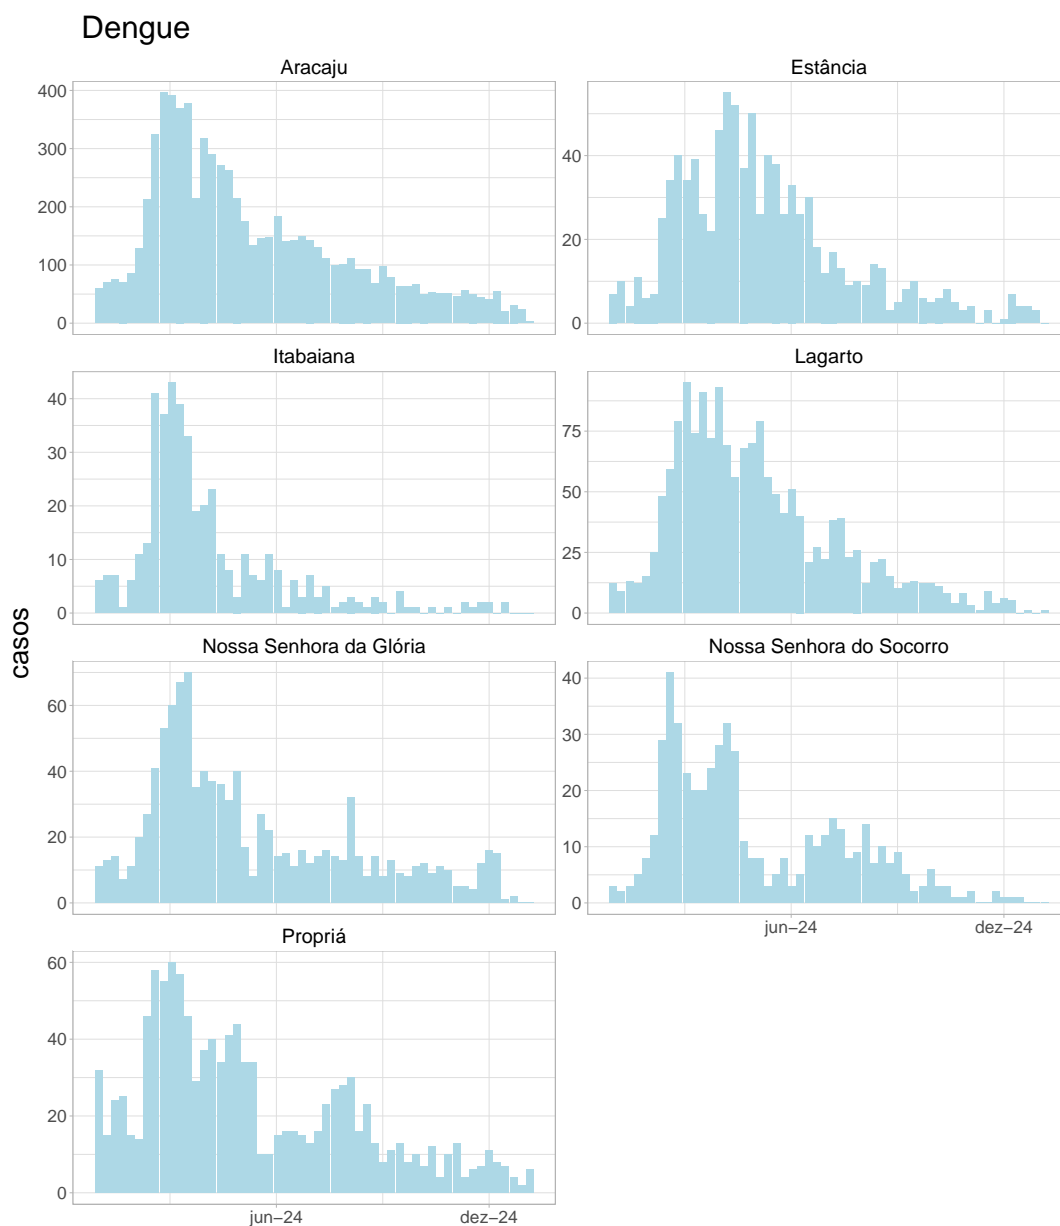 Dengue
Aracaju
Estância
400
300
200
100
0
40
20
0
Itabaiana
Lagarto
40
30
20
10
0
75
50
25
0
casos
Nossa Senhora da Glória
Nossa Senhora do Socorro
60
40
20
0
40
30
20
10
0
jun−24
dez−24
Propriá
60
40
20
0
jun−24
dez−24